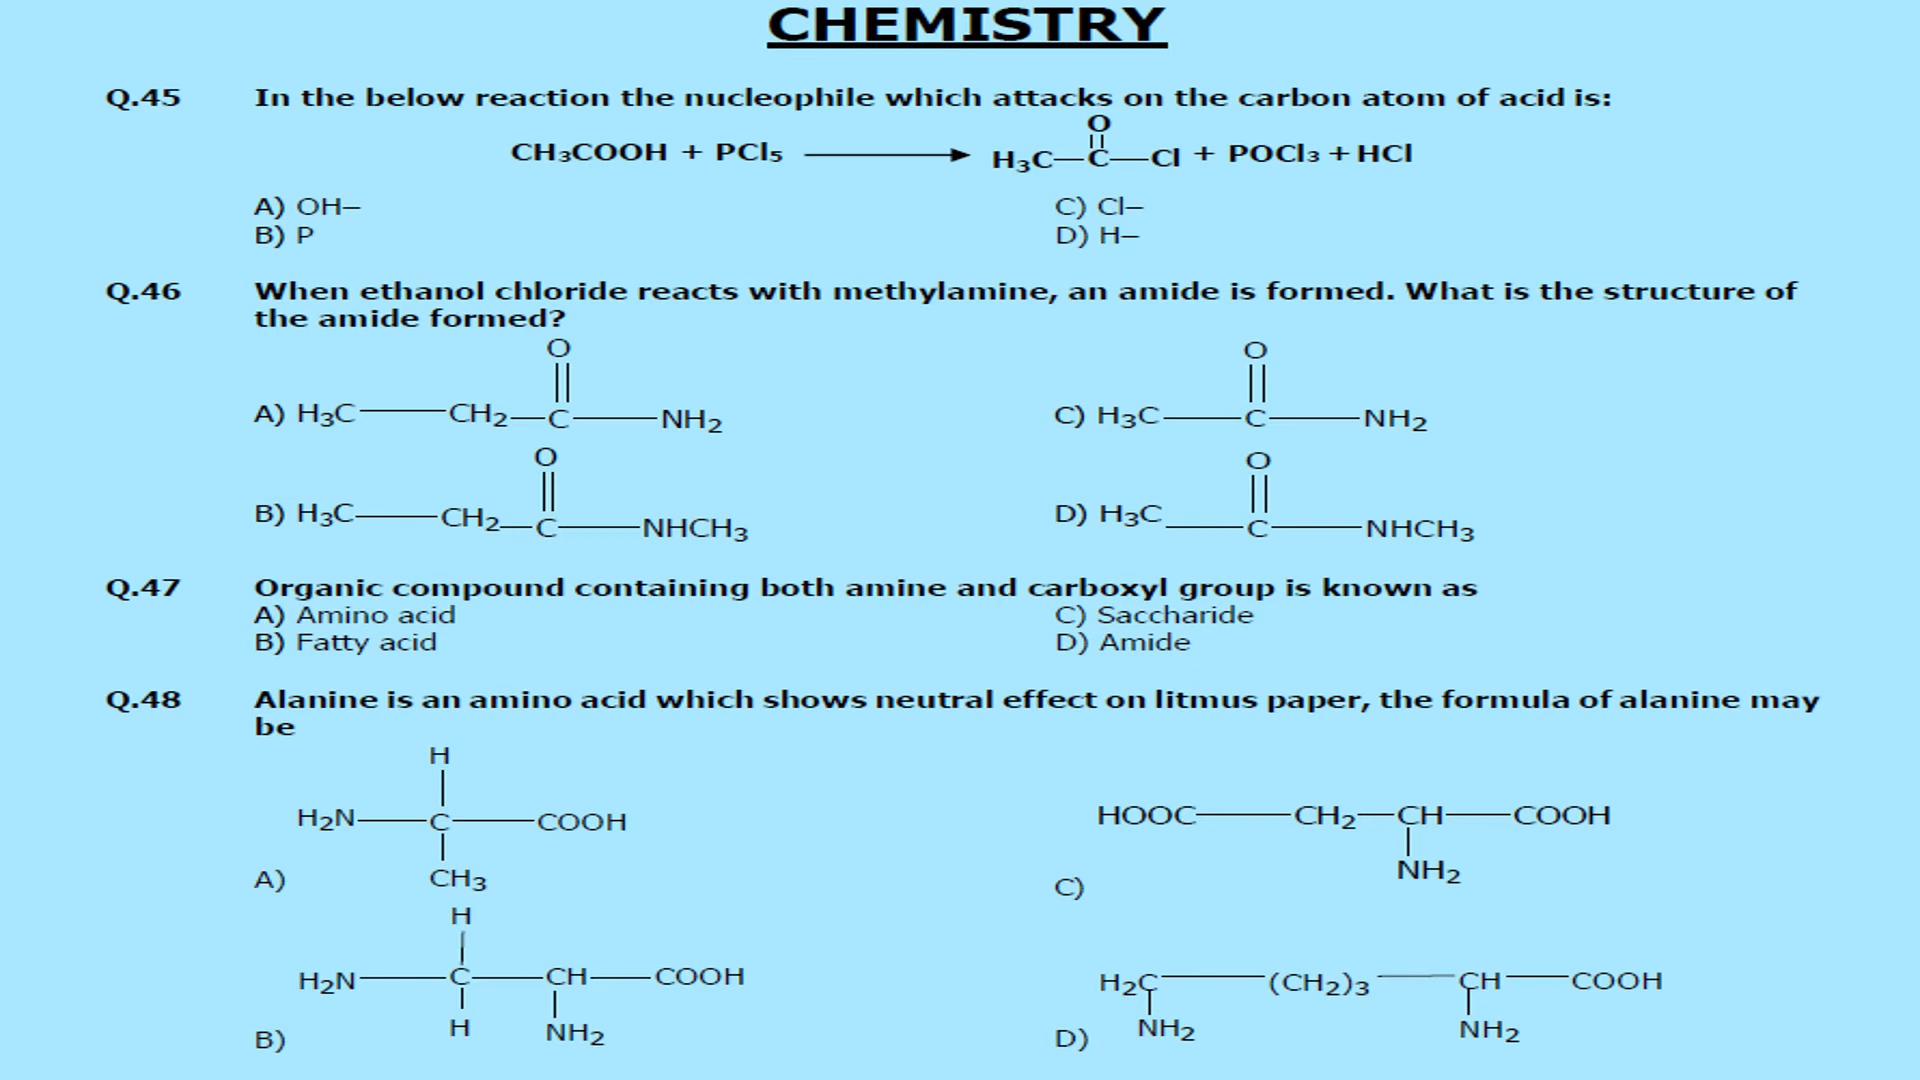 CHEMISTRY
Q.45 In the below reaction the nucleophile which attacks on the carbon atom of acid is:
O
CH₃COOH + PCl₅ → H₃C—C—Cl + POCl₃ + HCl
A) OH– C) Cl–
B) P D) H–
Q.46 When ethanol chloride reacts with methylamine, an amide is formed. What is the structure of
the amide formed?
O O
A) H₃C—CH₂—C—NH₂ C) H₃C—C—NH₂
O O
B) H₃C—CH₂—C—NHCH₃ D) H₃C—C—NHCH₃
Q.47 Organic compound containing both amine and carboxyl group is known as
A) Amino acid C) Saccharide
B) Fatty acid D) Amide
Q.48 Alanine is an amino acid which shows neutral effect on litmus paper, the formula of alanine may
be
H
H₂N—C—COOH HOOC—CH₂—CH—COOH
A) CH₃ C) NH₂
H
H₂N—C—CH—COOH H₂C—(CH₂)₃—CH—COOH
B) H NH₂ D) NH₂ NH₂